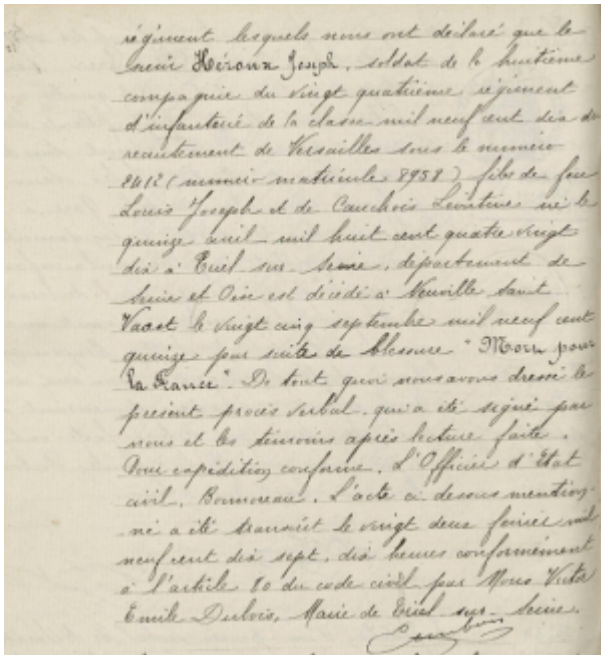 régiment lesquels nous ont déclaré que le
sieur Héroux Joseph, soldat de la huitième
compagnie du vingt quatrième régiment
d'infanterie de la classe mil neuf cent dix du
recrutement de Versailles sous le numéro
2412 (numéro matricule 8958) fils de feu
Louis Joseph et de Cauchois Léontine né le
quinze avril mil huit cent quatre vingt
dix à Triel sur Seine, département de
Seine et Oise est décédé à Neuville Saint
Vaast le vingt cinq septembre mil neuf cent
quinze par suite de blessure "Mort pour
la France". De tout quoi nous avons dressé le
présent procès verbal, qui a été signé par
nous et les témoins après lecture faite.
Pour expédition conforme. L'Officier d'Etat
civil, Bonmoreau. L'acte ci dessus mention-
-né a été transcrit le vingt deux février mil
neuf cent dix sept, dix heures conformément
à l'article 80 du code civil par Nous Victor
Emile Dubois, Maire de Triel sur Seine.